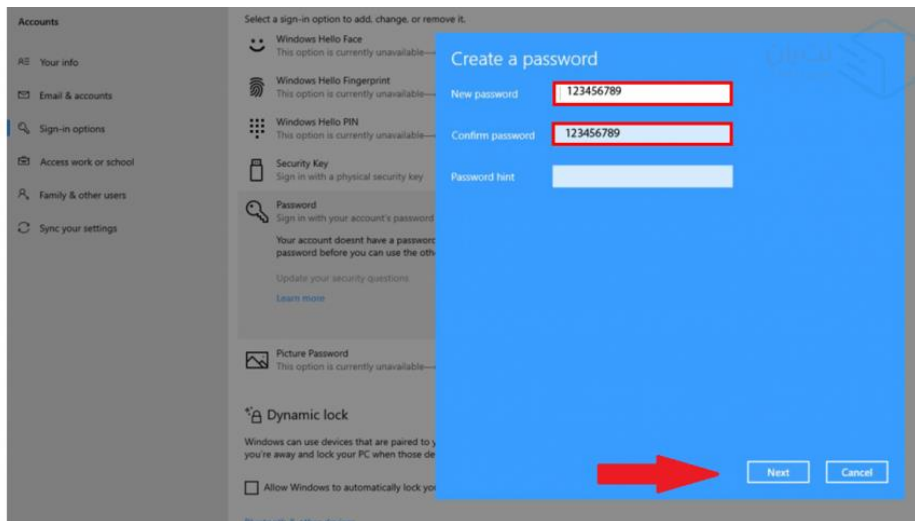 Accounts
Your info
Email & accounts
Sign-in options
Access work or school
Family & other users
Sync your settings
Select a sign-in option to add, change, or remove it.
Windows Hello Face
This option is currently unavailable—
Windows Hello Fingerprint
This option is currently unavailable—
Windows Hello PIN
This option is currently unavailable—
Security Key
Sign in with a physical security key
Password
Sign in with your account's password
Your account doesnt have a password
password before you can use the oth
Update your security questions
Learn more
Picture Password
This option is currently unavailable—
Dynamic lock
Windows can use devices that are paired to y
you're away and lock your PC when those de
Allow Windows to automatically lock you
Create a password
New password
123456789
Confirm password
123456789
Password hint
Next
Cancel